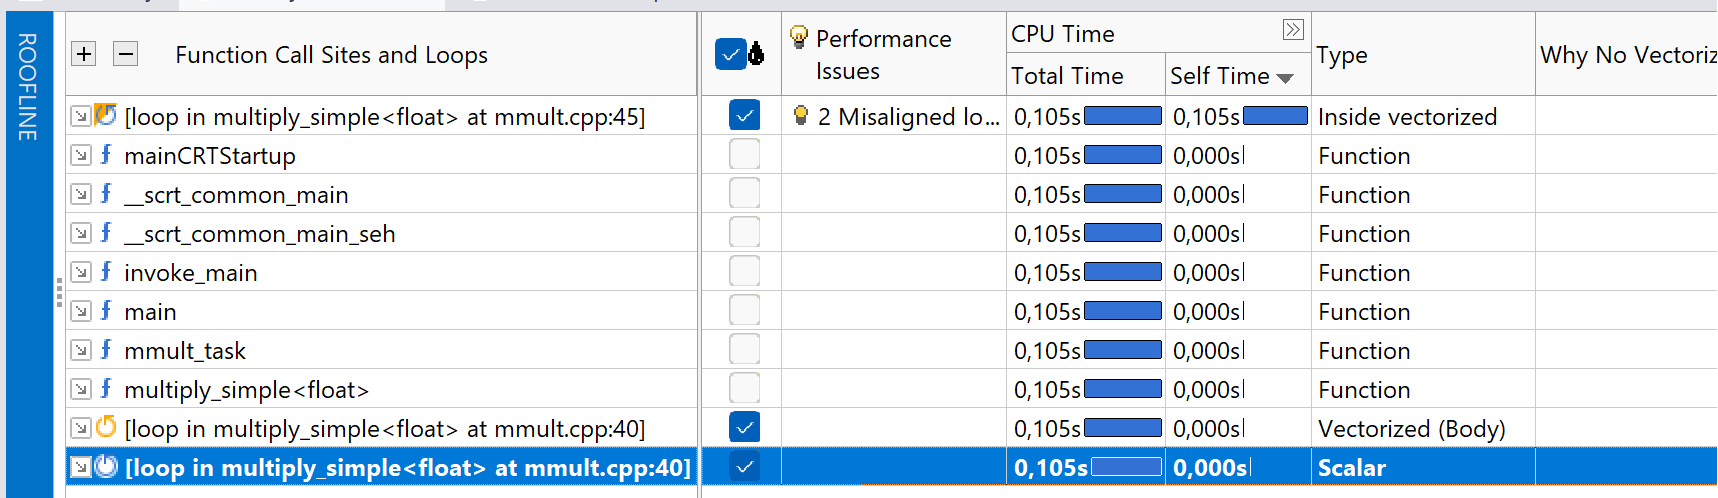 ROOFLINE
Function Call Sites and Loops
Performance Issues
CPU Time
Total Time
Self Time
Type
Why No Vectoriz
[loop in multiply_simple<float> at mmult.cpp:45] 2 Misaligned lo... 0,105s 0,105s Inside vectorized
mainCRTStartup 0,105s 0,000s Function
__scrt_common_main 0,105s 0,000s Function
__scrt_common_main_seh 0,105s 0,000s Function
invoke_main 0,105s 0,000s Function
main 0,105s 0,000s Function
mmult_task 0,105s 0,000s Function
multiply_simple<float> 0,105s 0,000s Function
[loop in multiply_simple<float> at mmult.cpp:40] 0,105s 0,000s Vectorized (Body)
[loop in multiply_simple<float> at mmult.cpp:40] 0,105s 0,000s Scalar